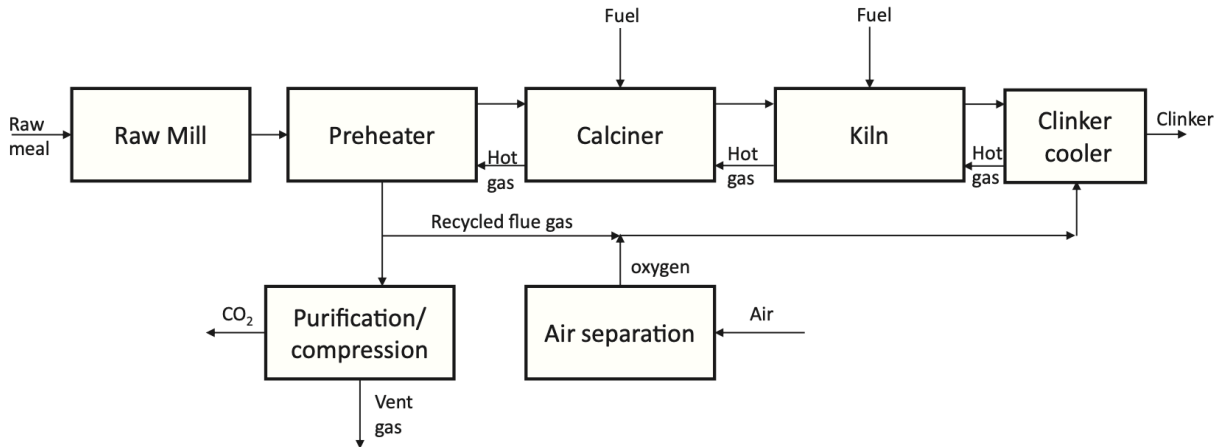 Fuel
Fuel
Raw
meal
Raw Mill
Preheater
Calciner
Kiln
Clinker
cooler
Clinker
Hot
gas
Hot
gas
Hot
gas
Recycled flue gas
oxygen
CO₂
Purification/
compression
Air separation
Air
Vent
gas